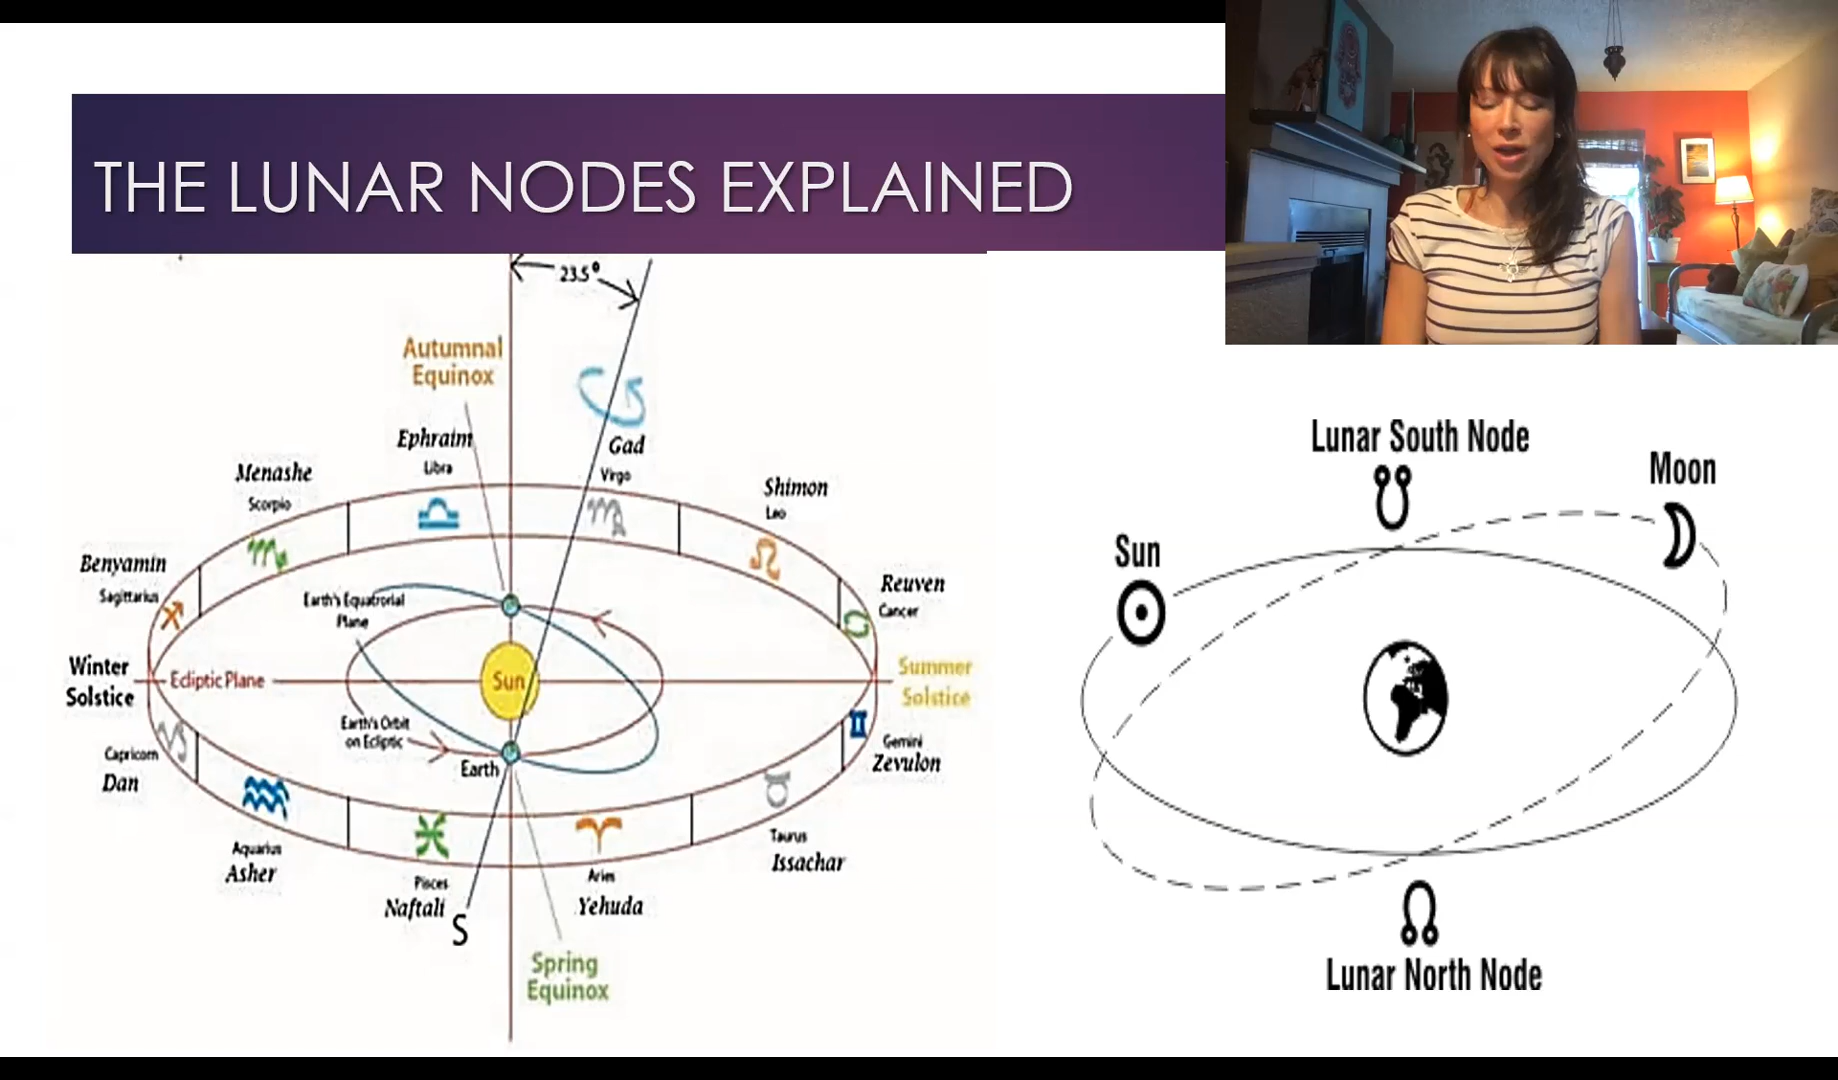 THE LUNAR NODES EXPLAINED
23.5°
Autumnal
Equinox
Ephraim
Libra
Gad
Virgo
Menashe
Scorpio
Shimon
Leo
Benyamin
Sagittarius
Reuven
Cancer
Earth's Equatrorial
Plane
Winter
Solstice
Ecliptic Plane
Sun
Summer
Solstice
Earth's Orbit
on Ecliptic
Earth
Capricorn
Dan
Gemini
Zevulon
Aquarius
Asher
Taurus
Issachar
Pisces
Naftali
S
Aries
Yehuda
Spring
Equinox
Lunar South Node
Moon
Sun
Lunar North Node